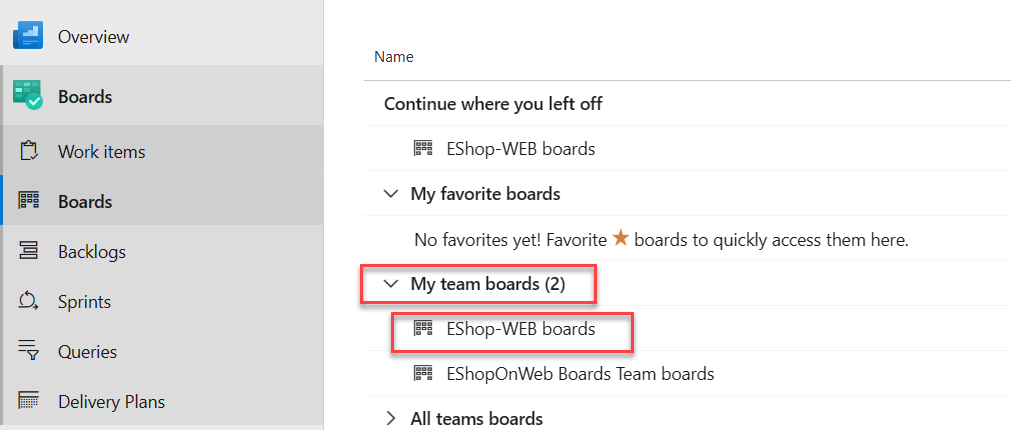 Overview
Boards
Work items
Boards
Backlogs
Sprints
Queries
Delivery Plans
Name
Continue where you left off
EShop-WEB boards
My favorite boards
No favorites yet! Favorite ★ boards to quickly access them here.
My team boards (2)
EShop-WEB boards
EShopOnWeb Boards Team boards
All teams boards